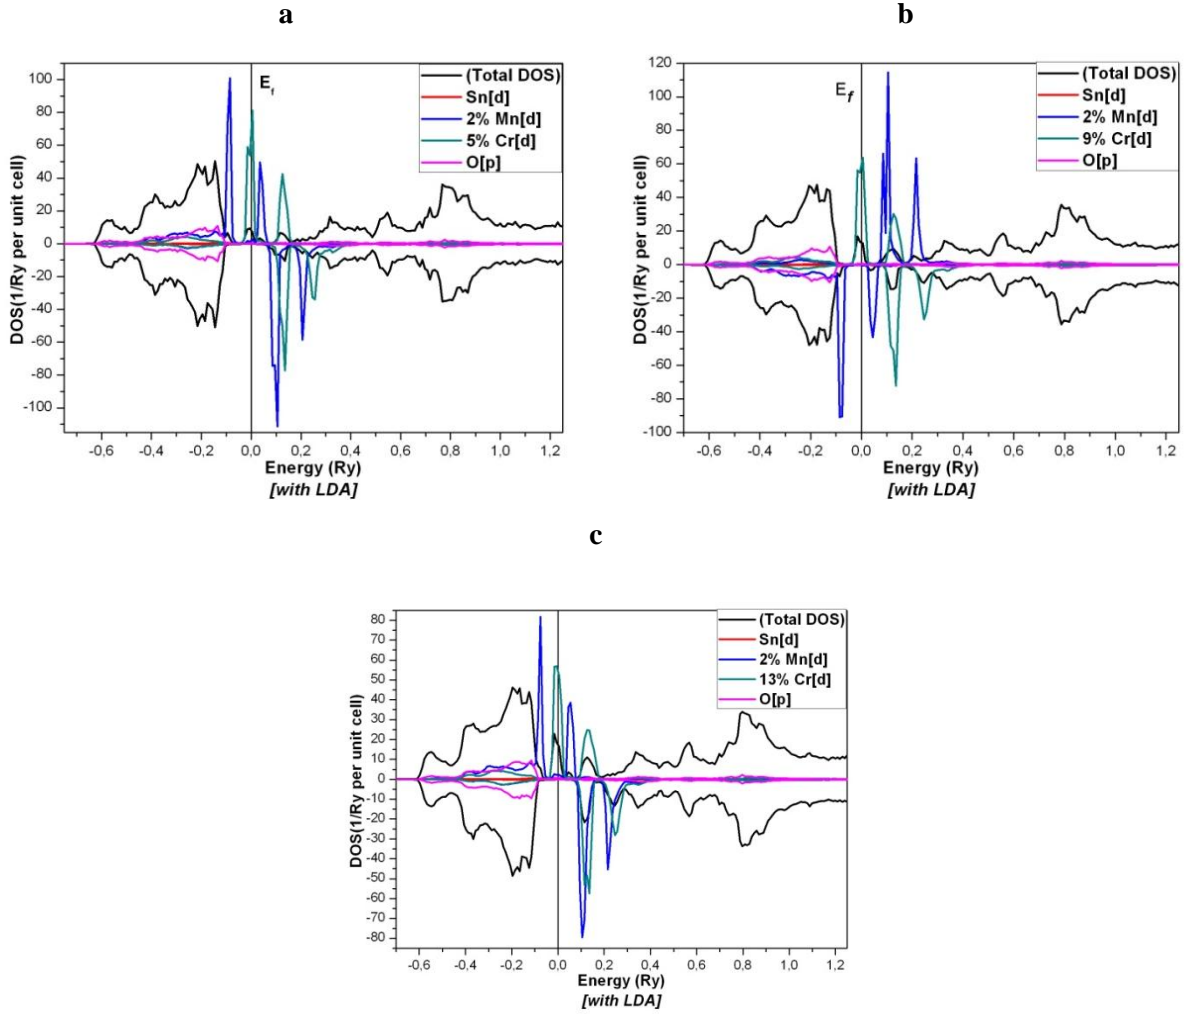 a
DOS(1/Ry per unit cell)
100
80
60
40
20
0
-20
-40
-60
-80
-100
E
f
(Total DOS)
Sn[d]
2% Mn[d]
5% Cr[d]
O[p]
-0,6 -0,4 -0,2 0,0 0,2 0,4 0,6 0,8 1,0 1,2
Energy (Ry)
[with LDA]
b
DOS(1/Ry per unit cell)
120
100
80
60
40
20
0
-20
-40
-60
-80
-100
E
f
(Total DOS)
Sn[d]
2% Mn[d]
9% Cr[d]
O[p]
-0,6 -0,4 -0,2 0,0 0,2 0,4 0,6 0,8 1,0 1,2
Energy (Ry)
[with LDA]
c
DOS(1/Ry per unit cell)
80
70
60
50
40
30
20
10
0
-10
-20
-30
-40
-50
-60
-70
-80
(Total DOS)
Sn[d]
2% Mn[d]
13% Cr[d]
O[p]
-0,6 -0,4 -0,2 0,0 0,2 0,4 0,6 0,8 1,0 1,2
Energy (Ry)
[with LDA]